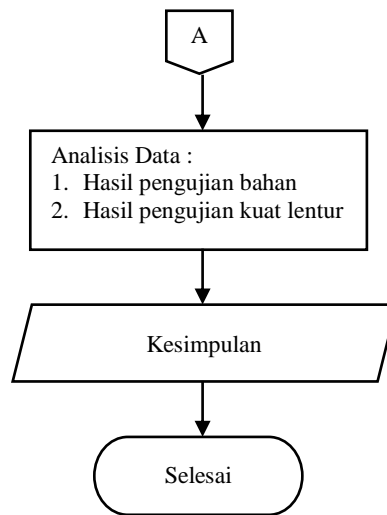 A
Analisis Data :
1. Hasil pengujian bahan
2. Hasil pengujian kuat lentur
Kesimpulan
Selesai